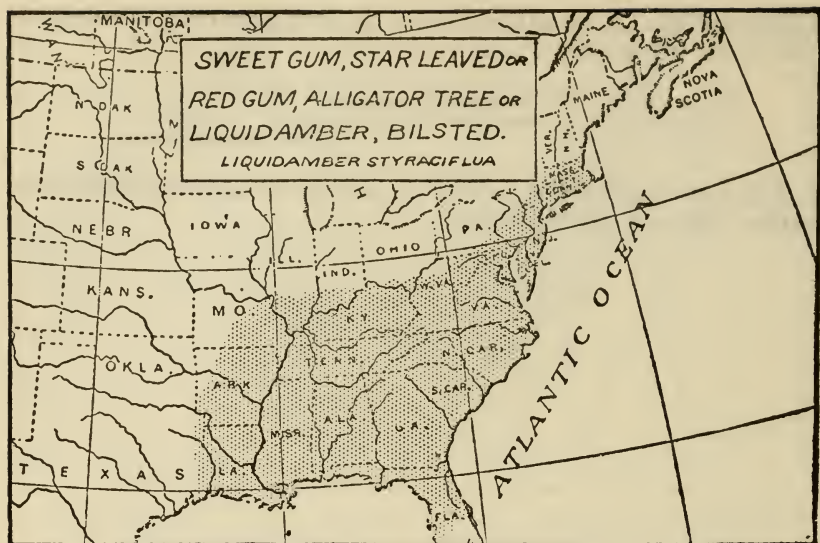 MANITOBA
SWEET GUM, STAR LEAVED OR
RED GUM, ALLIGATOR TREE OR
LIQUIDAMBER, BILSTED.
LIQUIDAMBER STYRACIFLUA
NOVA
SCOTIA
MAINE
N. DAK
VER.
N.H.
MASS
S DAK
CONN
NEBR
IOWA
PA.
OHIO
IND.
KANS.
MO
W.VA.
KY.
VA.
OKLA.
TENN.
N. CAR.
ARK
S.CAR.
MISS.
ALA
GA.
TEXAS
LA.
FLA.
ATLANTIC OCEAN